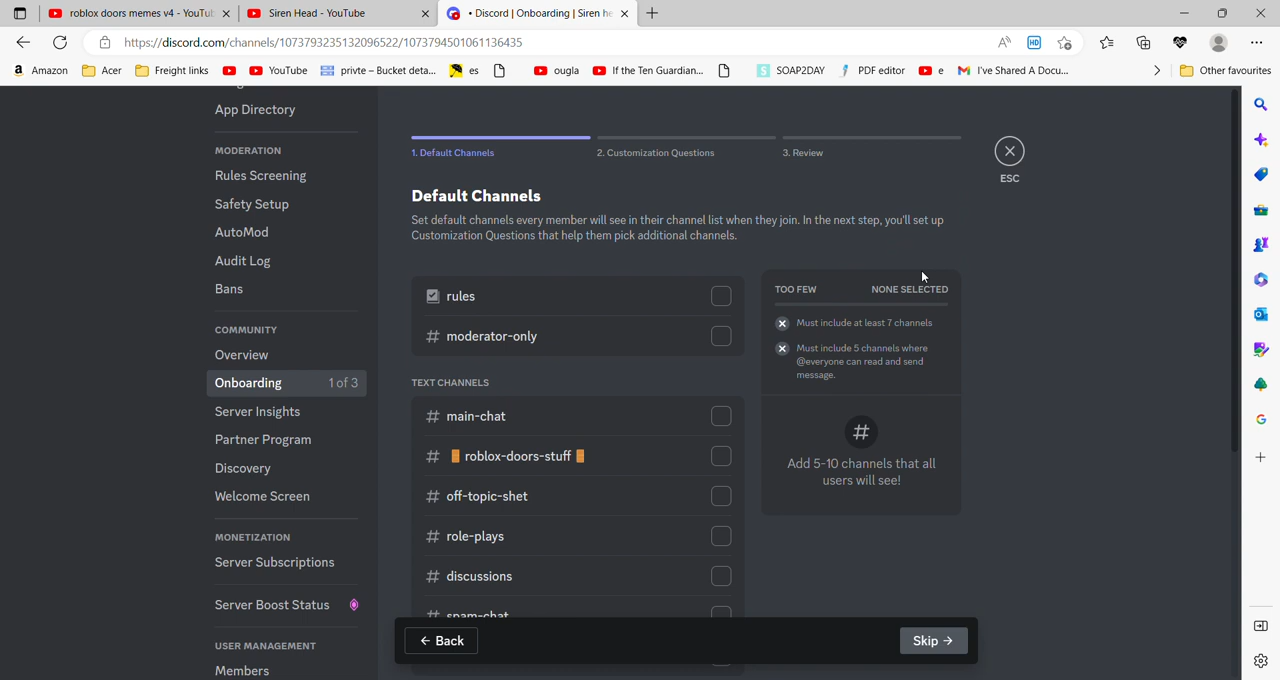 roblox doors memes v4 - YouTub
Siren Head - YouTube
• Discord | Onboarding | Siren he
https://discord.com/channels/1073793235132096522/1073794501061136435
HD
Amazon
Acer
Freight links
YouTube
privte – Bucket deta...
es
ougla
If the Ten Guardian...
SOAP2DAY
PDF editor
e
I've Shared A Docu...
Other favourites
App Directory
MODERATION
Rules Screening
Safety Setup
AutoMod
Audit Log
Bans
COMMUNITY
Overview
Onboarding 1 of 3
Server Insights
Partner Program
Discovery
Welcome Screen
MONETIZATION
Server Subscriptions
Server Boost Status
USER MANAGEMENT
Members
1. Default Channels
2. Customization Questions
3. Review
ESC
Default Channels
Set default channels every member will see in their channel list when they join. In the next step, you'll set up
Customization Questions that help them pick additional channels.
rules
# moderator-only
TEXT CHANNELS
# main-chat
# 🚪roblox-doors-stuff🚪
# off-topic-shet
# role-plays
# discussions
# spam-chat
TOO FEW NONE SELECTED
Must include at least 7 channels
Must include 5 channels where
@everyone can read and send
message.
#
Add 5-10 channels that all
users will see!
← Back
Skip →